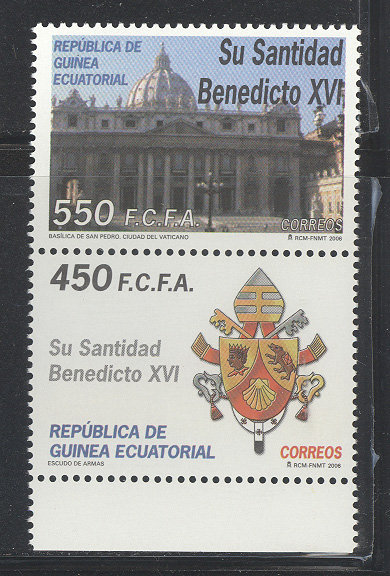 REPÚBLICA DE
GUINEA
ECUATORIAL
Su Santidad
Benedicto XVI
550 F.C.F.A.
CORREOS
BASÍLICA DE SAN PEDRO. CIUDAD DEL VATICANO
RCM-FNMT 2006
450 F.C.F.A.
Su Santidad
Benedicto XVI
REPÚBLICA DE
GUINEA ECUATORIAL
CORREOS
ESCUDO DE ARMAS
RCM-FNMT 2006